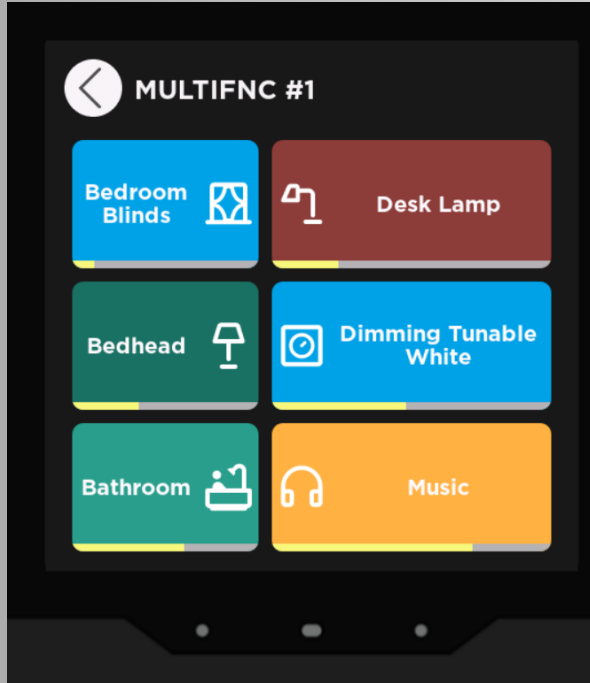 MULTIFNC #1
Bedroom
Blinds
Desk Lamp
Bedhead
Dimming Tunable
White
Bathroom
Music